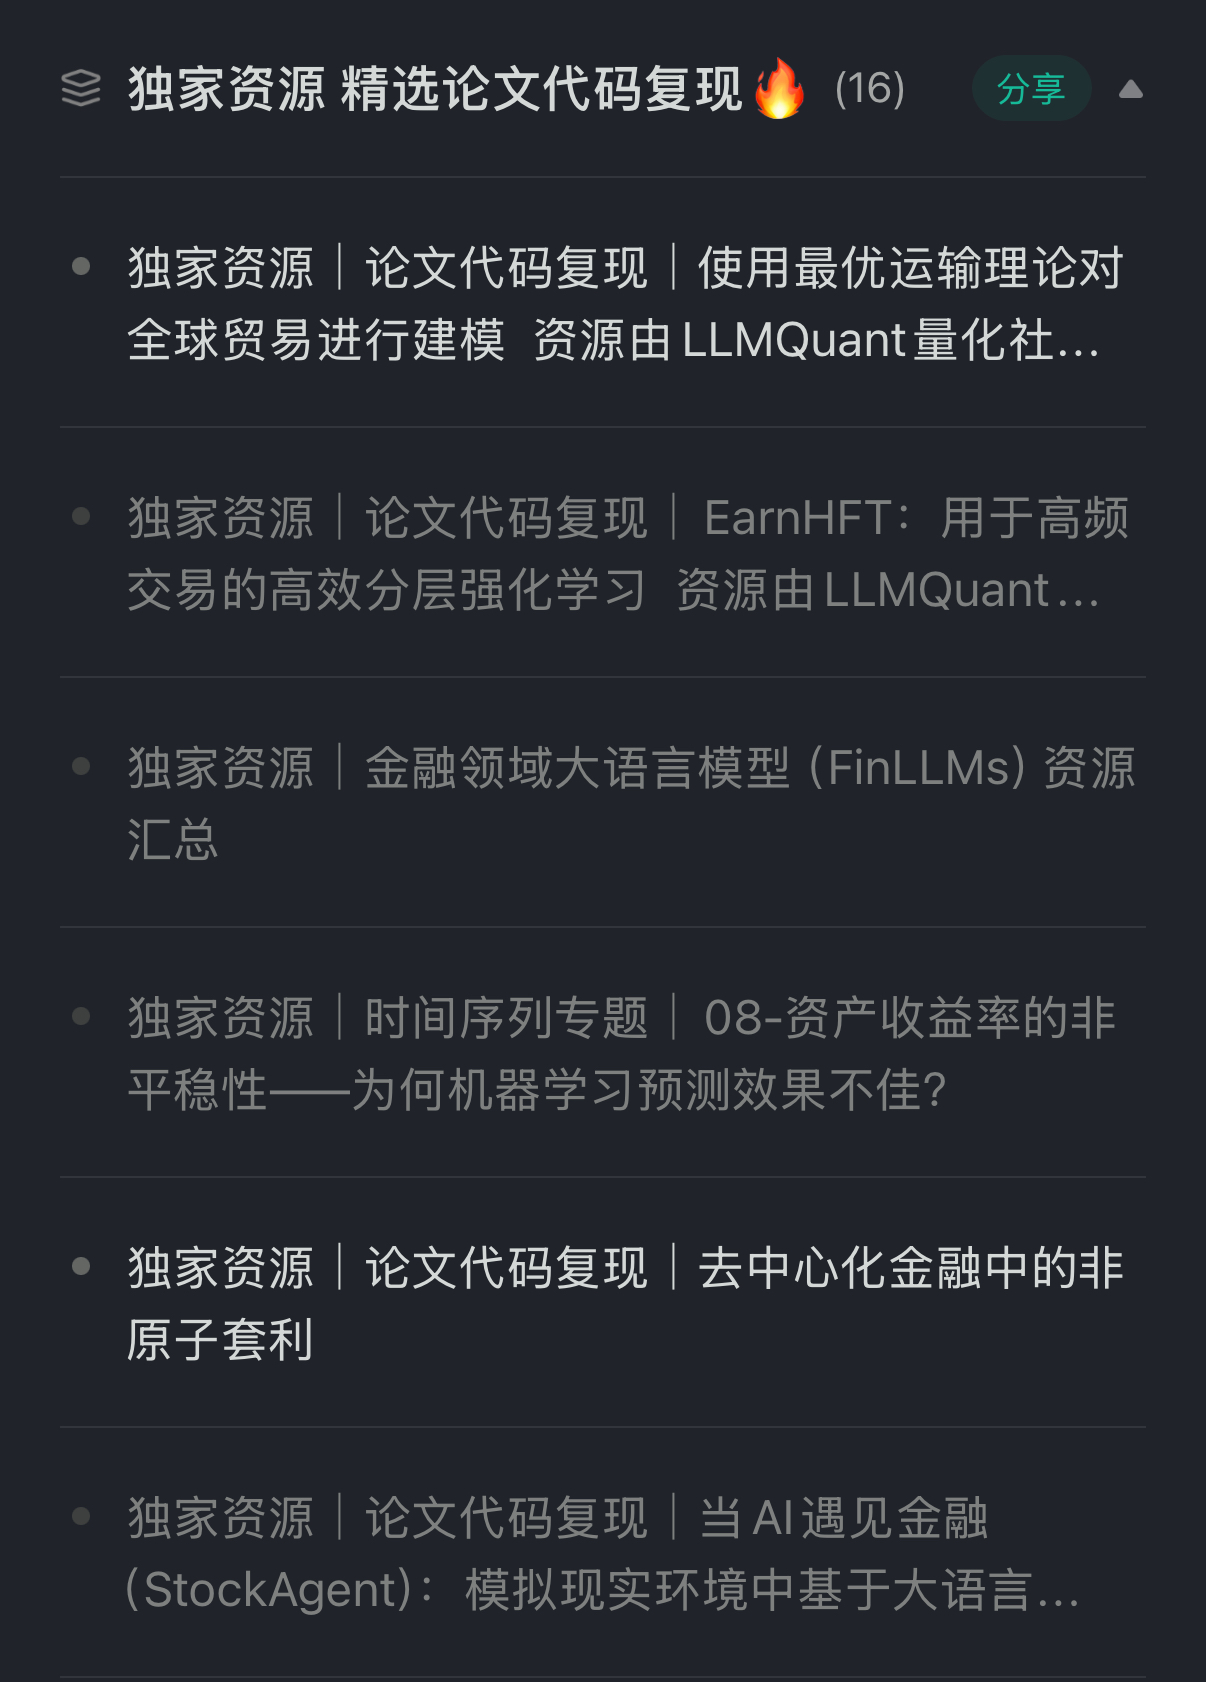 独家资源 精选论文代码复现🔥 (16) 分享
独家资源｜论文代码复现｜使用最优运输理论对
全球贸易进行建模 资源由LLMQuant量化社...
独家资源｜论文代码复现｜EarnHFT：用于高频
交易的高效分层强化学习 资源由LLMQuant...
独家资源｜金融领域大语言模型 (FinLLMs) 资源
汇总
独家资源｜时间序列专题｜08-资产收益率的非
平稳性——为何机器学习预测效果不佳?
独家资源｜论文代码复现｜去中心化金融中的非
原子套利
独家资源｜论文代码复现｜当AI遇见金融
(StockAgent)：模拟现实环境中基于大语言...